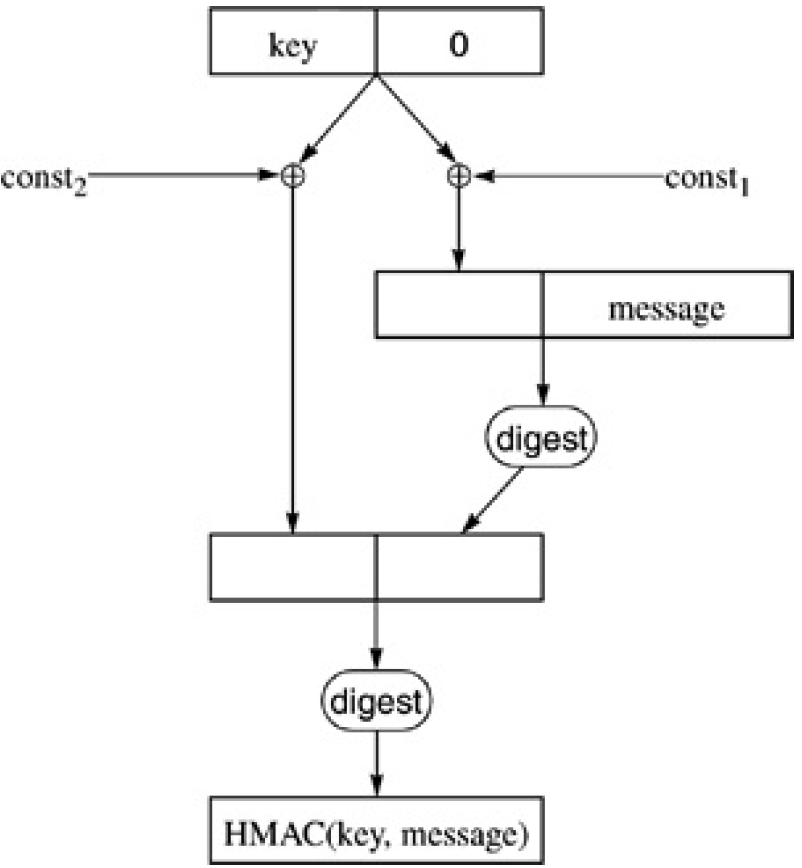 key 0
const₂
const₁
message
digest
digest
HMAC(key, message)